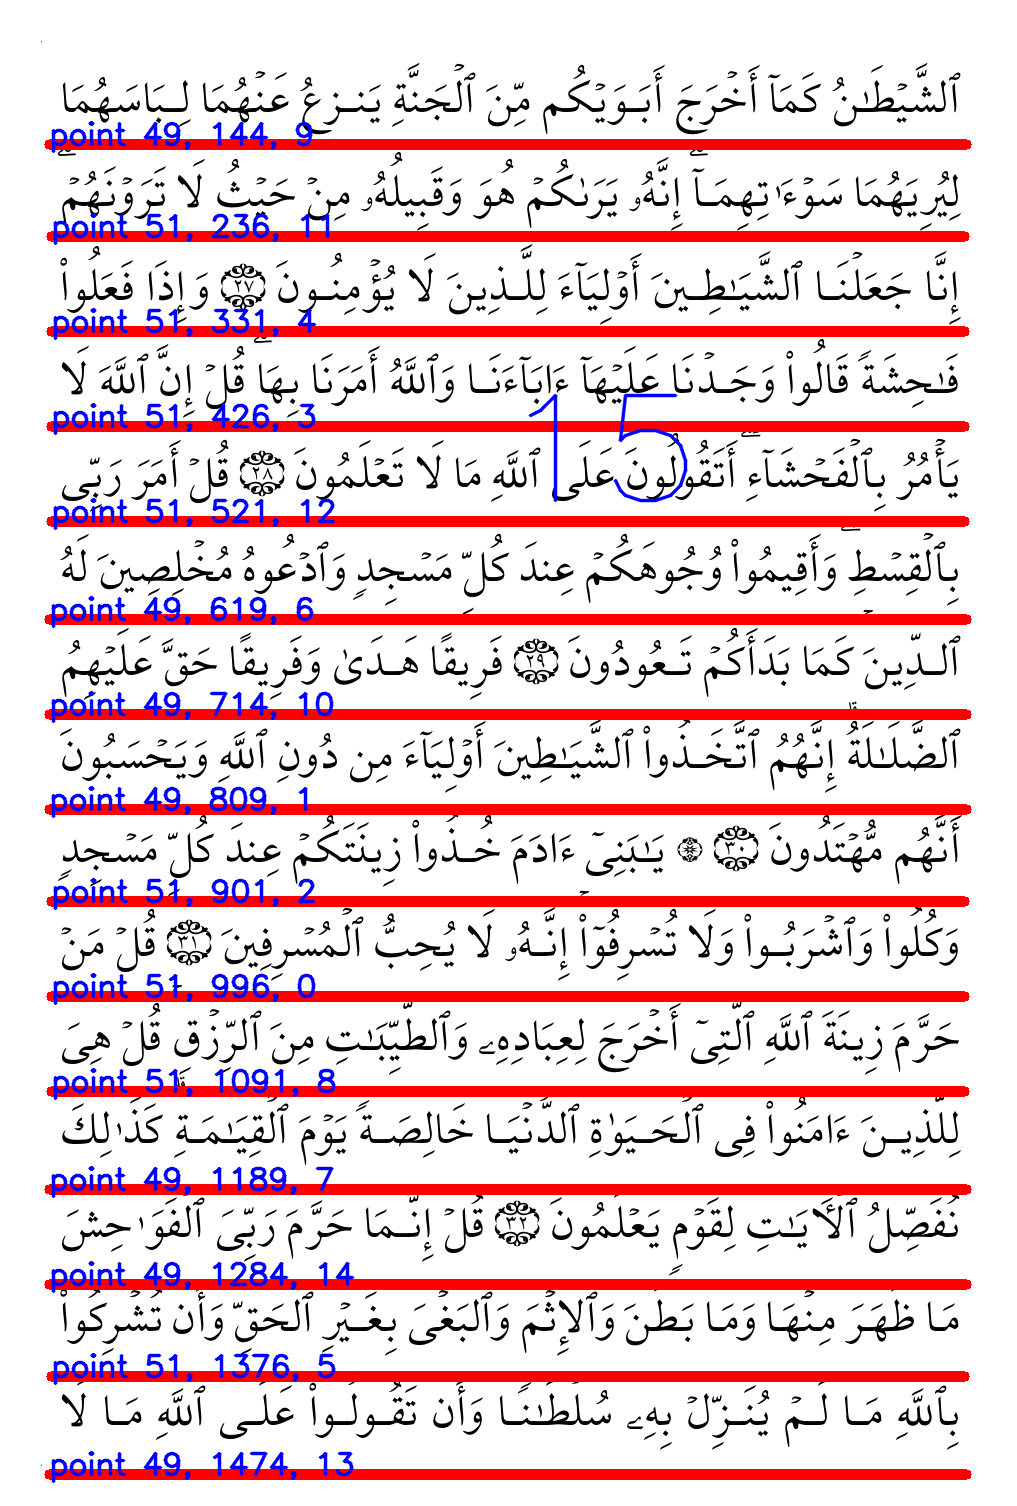 ٱلشَّيۡطَٰنُ كَمَآ أَخۡرَجَ أَبَوَيۡكُم مِّنَ ٱلۡجَنَّةِ يَنزِعُ عَنۡهُمَا لِبَاسَهُمَا
point 49, 144, 9
لِيُرِيَهُمَا سَوۡءَٰتِهِمَآۚ إِنَّهُۥ يَرَىٰكُمۡ هُوَ وَقَبِيلُهُۥ مِنۡ حَيۡثُ لَا تَرَوۡنَهُمۡۗ
point 51, 236, 11
إِنَّا جَعَلۡنَا ٱلشَّيَٰطِينَ أَوۡلِيَآءَ لِلَّذِينَ لَا يُؤۡمِنُونَ ٢٧ وَإِذَا فَعَلُواْ
point 51, 331, 4
فَٰحِشَةٗ قَالُواْ وَجَدۡنَا عَلَيۡهَآ ءَابَآءَنَا وَٱللَّهُ أَمَرَنَا بِهَاۗ قُلۡ إِنَّ ٱللَّهَ لَا
point 51, 426, 3
15
يَأۡمُرُ بِٱلۡفَحۡشَآءِۖ أَتَقُولُونَ عَلَى ٱللَّهِ مَا لَا تَعۡلَمُونَ ٢٨ قُلۡ أَمَرَ رَبِّي
point 51, 521, 12
بِٱلۡقِسۡطِۖ وَأَقِيمُواْ وُجُوهَكُمۡ عِندَ كُلِّ مَسۡجِدٖ وَٱدۡعُوهُ مُخۡلِصِينَ لَهُ
point 49, 619, 6
ٱلدِّينَۚ كَمَا بَدَأَكُمۡ تَعُودُونَ ٢٩ فَرِيقًا هَدَىٰ وَفَرِيقًا حَقَّ عَلَيۡهِمُ
point 49, 714, 10
ٱلضَّلَٰلَةُۚ إِنَّهُمُ ٱتَّخَذُواْ ٱلشَّيَٰطِينَ أَوۡلِيَآءَ مِن دُونِ ٱللَّهِ وَيَحۡسَبُونَ
point 49, 809, 1
أَنَّهُم مُّهۡتَدُونَ ٣٠ ۞ يَٰبَنِيٓ ءَادَمَ خُذُواْ زِينَتَكُمۡ عِندَ كُلِّ مَسۡجِدٖ
point 51, 901, 2
وَكُلُواْ وَٱشۡرَبُواْ وَلَا تُسۡرِفُوٓاْۚ إِنَّهُۥ لَا يُحِبُّ ٱلۡمُسۡرِفِينَ ٣١ قُلۡ مَنۡ
point 51, 996, 0
حَرَّمَ زِينَةَ ٱللَّهِ ٱلَّتِيٓ أَخۡرَجَ لِعِبَادِهِۦ وَٱلطَّيِّبَٰتِ مِنَ ٱلرِّزۡقِۚ قُلۡ هِيَ
point 51, 1091, 8
لِلَّذِينَ ءَامَنُواْ فِي ٱلۡحَيَوٰةِ ٱلدُّنۡيَا خَالِصَةٗ يَوۡمَ ٱلۡقِيَٰمَةِۗ كَذَٰلِكَ
point 49, 1189, 7
نُفَصِّلُ ٱلۡأٓيَٰتِ لِقَوۡمٖ يَعۡلَمُونَ ٣٢ قُلۡ إِنَّمَا حَرَّمَ رَبِّيَ ٱلۡفَوَٰحِشَ
point 49, 1284, 14
مَا ظَهَرَ مِنۡهَا وَمَا بَطَنَ وَٱلۡإِثۡمَ وَٱلۡبَغۡيَ بِغَيۡرِ ٱلۡحَقِّ وَأَن تُشۡرِكُواْ
point 51, 1376, 5
بِٱللَّهِ مَا لَمۡ يُنَزِّلۡ بِهِۦ سُلۡطَٰنٗا وَأَن تَقُولُواْ عَلَى ٱللَّهِ مَا لَا
point 49, 1474, 13